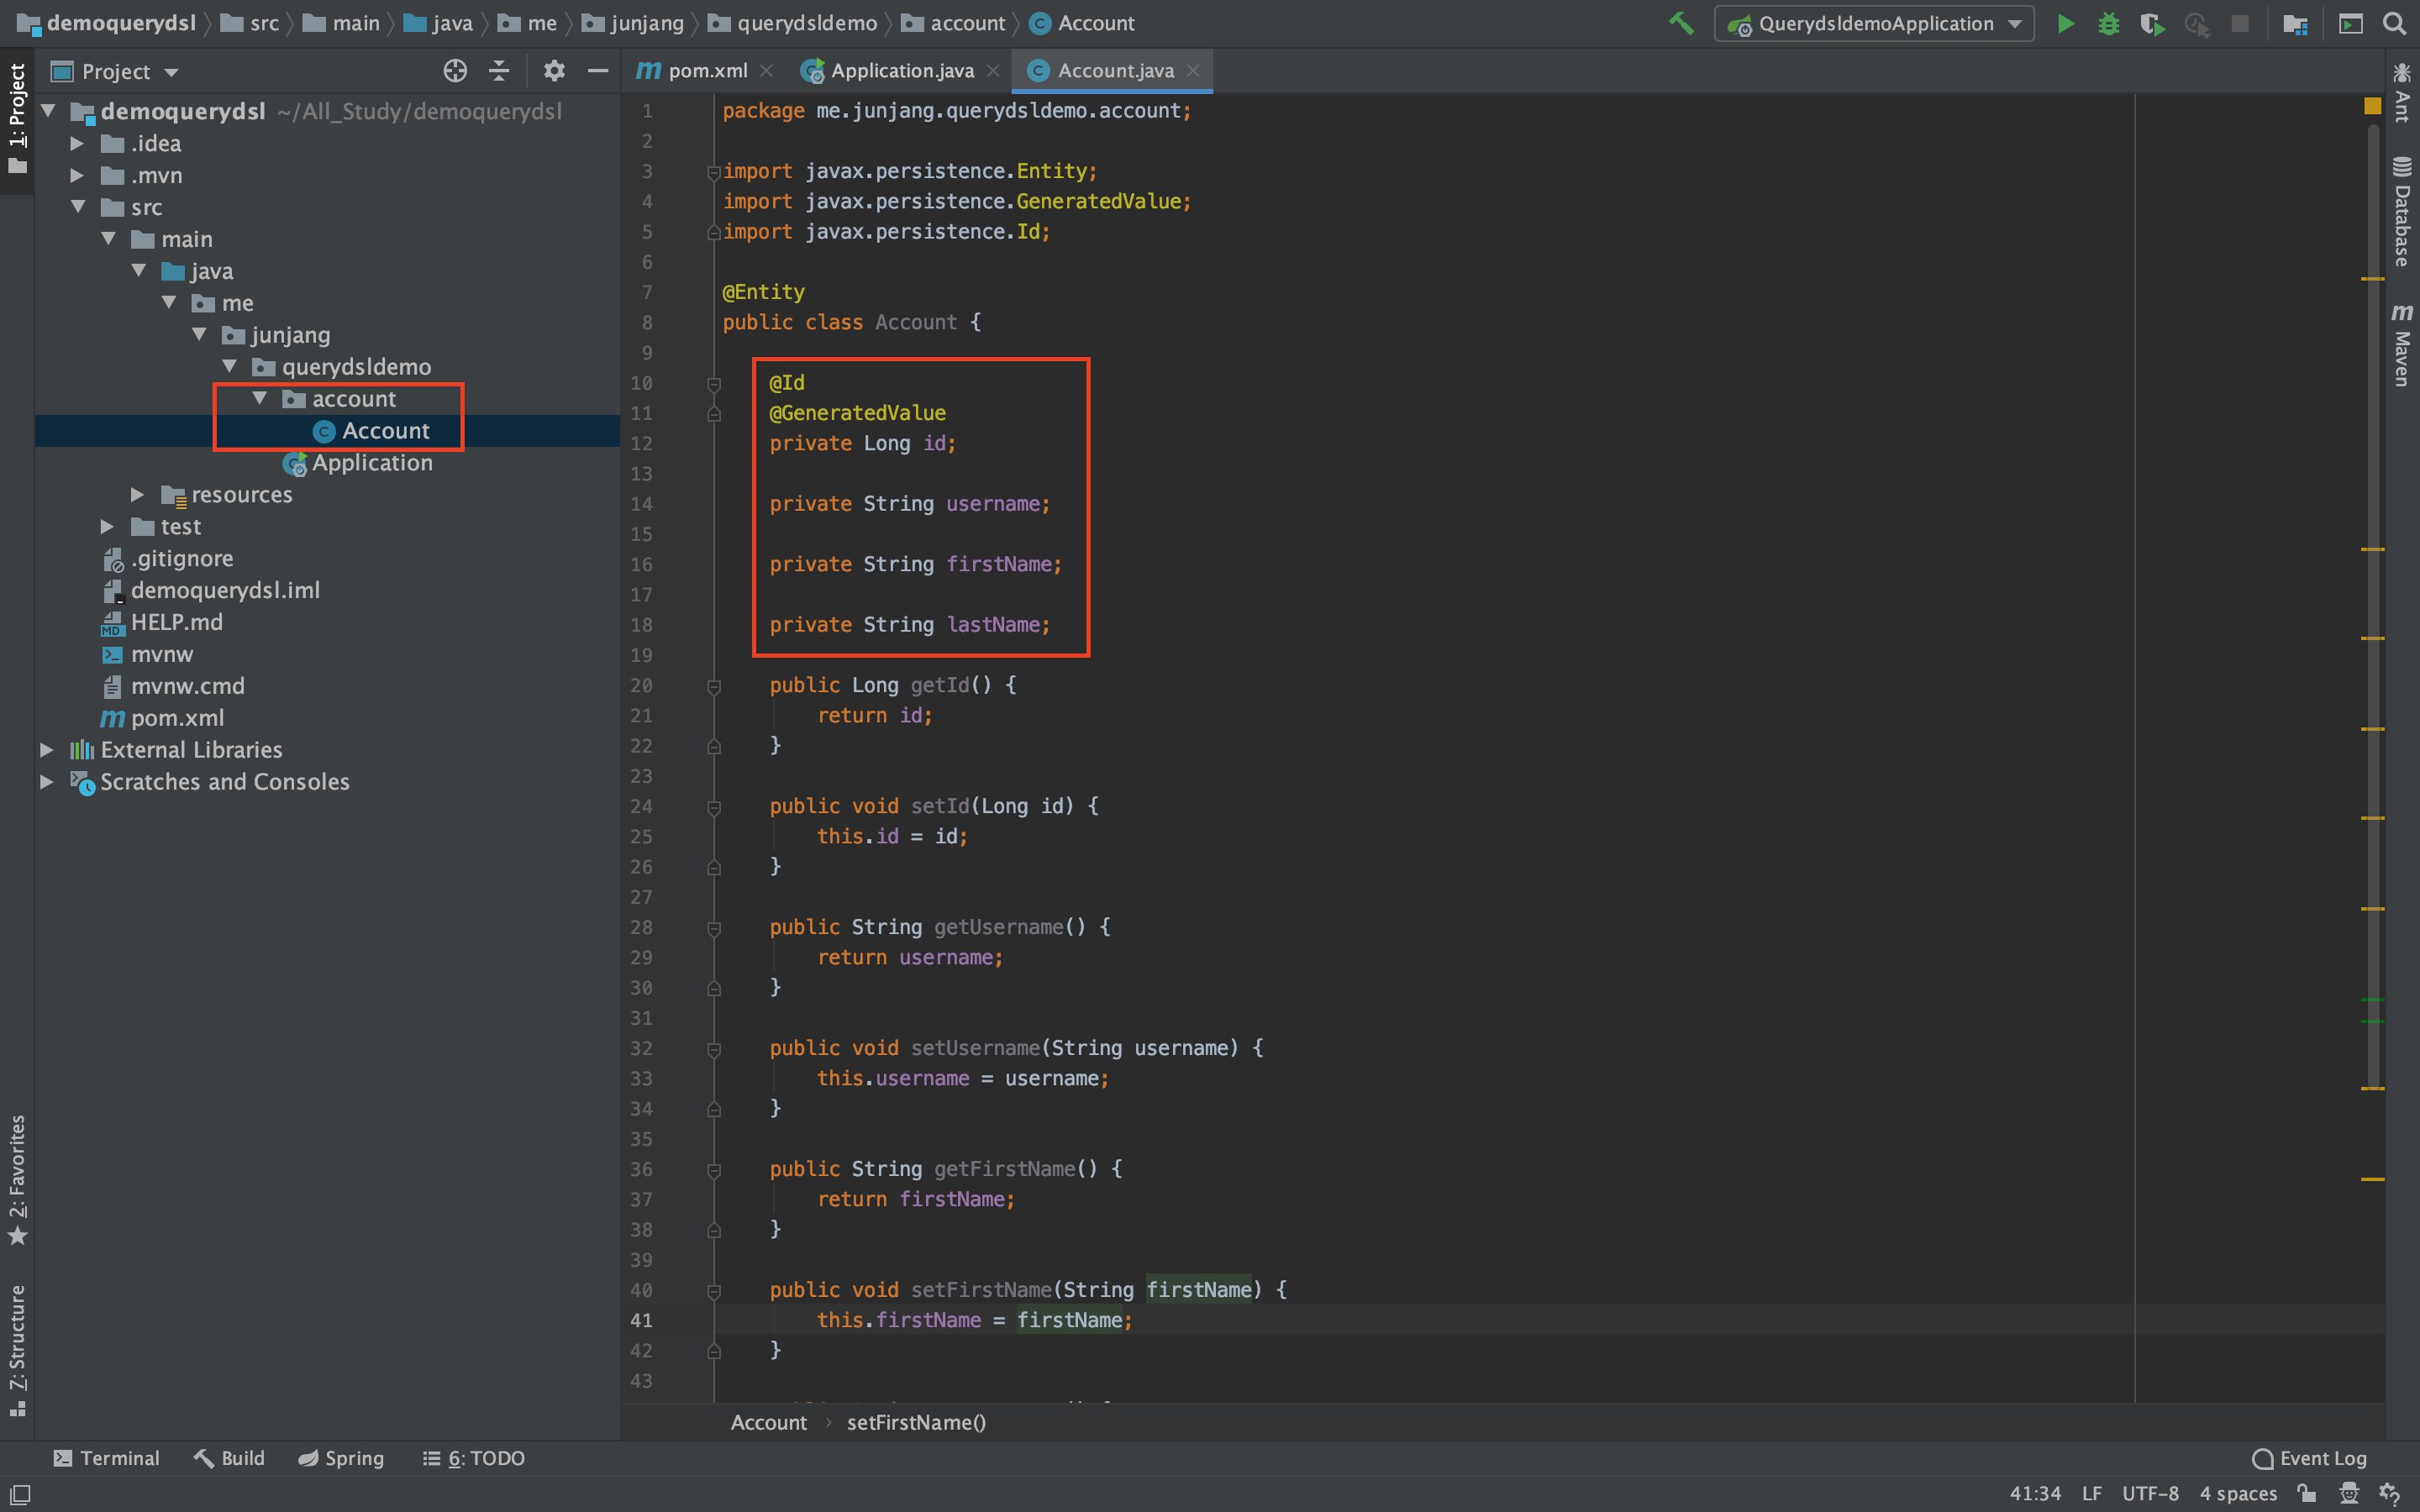 demoquerydsl src main java me junjang querydsldemo account Account QuerydsldemoApplication
1: Project
Project
pom.xml Application.java Account.java
demoquerydsl ~/All_Study/demoquerydsl
.idea
.mvn
src
main
java
me
junjang
querydsldemo
account
Account
Application
resources
test
.gitignore
demoquerydsl.iml
HELP.md
mvnw
mvnw.cmd
pom.xml
External Libraries
Scratches and Consoles
2: Favorites
7: Structure
1 package me.junjang.querydsldemo.account;
2
3 import javax.persistence.Entity;
4 import javax.persistence.GeneratedValue;
5 import javax.persistence.Id;
6
7 @Entity
8 public class Account {
9
10 @Id
11 @GeneratedValue
12 private Long id;
13
14 private String username;
15
16 private String firstName;
17
18 private String lastName;
19
20 public Long getId() {
21 return id;
22 }
23
24 public void setId(Long id) {
25 this.id = id;
26 }
27
28 public String getUsername() {
29 return username;
30 }
31
32 public void setUsername(String username) {
33 this.username = username;
34 }
35
36 public String getFirstName() {
37 return firstName;
38 }
39
40 public void setFirstName(String firstName) {
41 this.firstName = firstName;
42 }
43
Account setFirstName()
Ant
Database
Maven
Terminal Build Spring 6: TODO Event Log
41:34 LF UTF-8 4 spaces